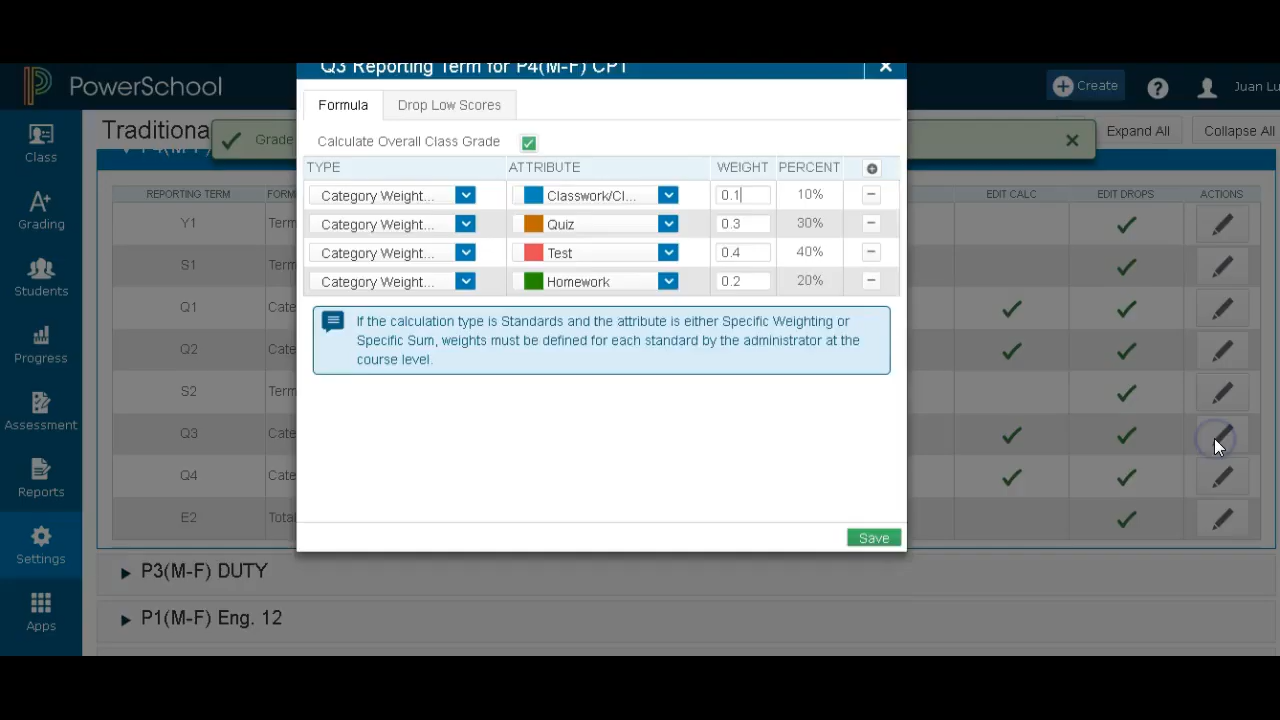 Q3 Reporting Term for P4(M-F) CPT
PowerSchool
Create
Juan Lu
Formula
Drop Low Scores
Traditiona
Grade
Expand All
Collapse All
Calculate Overall Class Grade
TYPE ATTRIBUTE WEIGHT PERCENT
Category Weight... Classwork/Cl... 0.1 10%
Category Weight... Quiz 0.3 30%
Category Weight... Test 0.4 40%
Category Weight... Homework 0.2 20%
If the calculation type is Standards and the attribute is either Specific Weighting or
Specific Sum, weights must be defined for each standard by the administrator at the
course level.
Save
REPORTING TERM FORM EDIT CALC EDIT DROPS ACTIONS
Y1 Term
S1 Term
Q1 Cate
Q2 Cate
S2 Term
Q3 Cate
Q4 Cate
E2 Total
P3(M-F) DUTY
P1(M-F) Eng. 12
Class
Grading
Students
Progress
Assessment
Reports
Settings
Apps